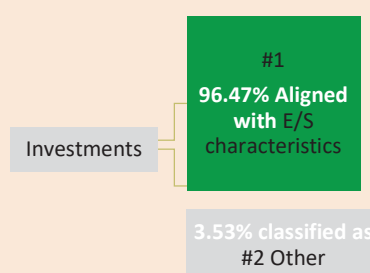 #1
96.47% Aligned
with E/S
characteristics
Investments
3.53% classified as
#2 Other